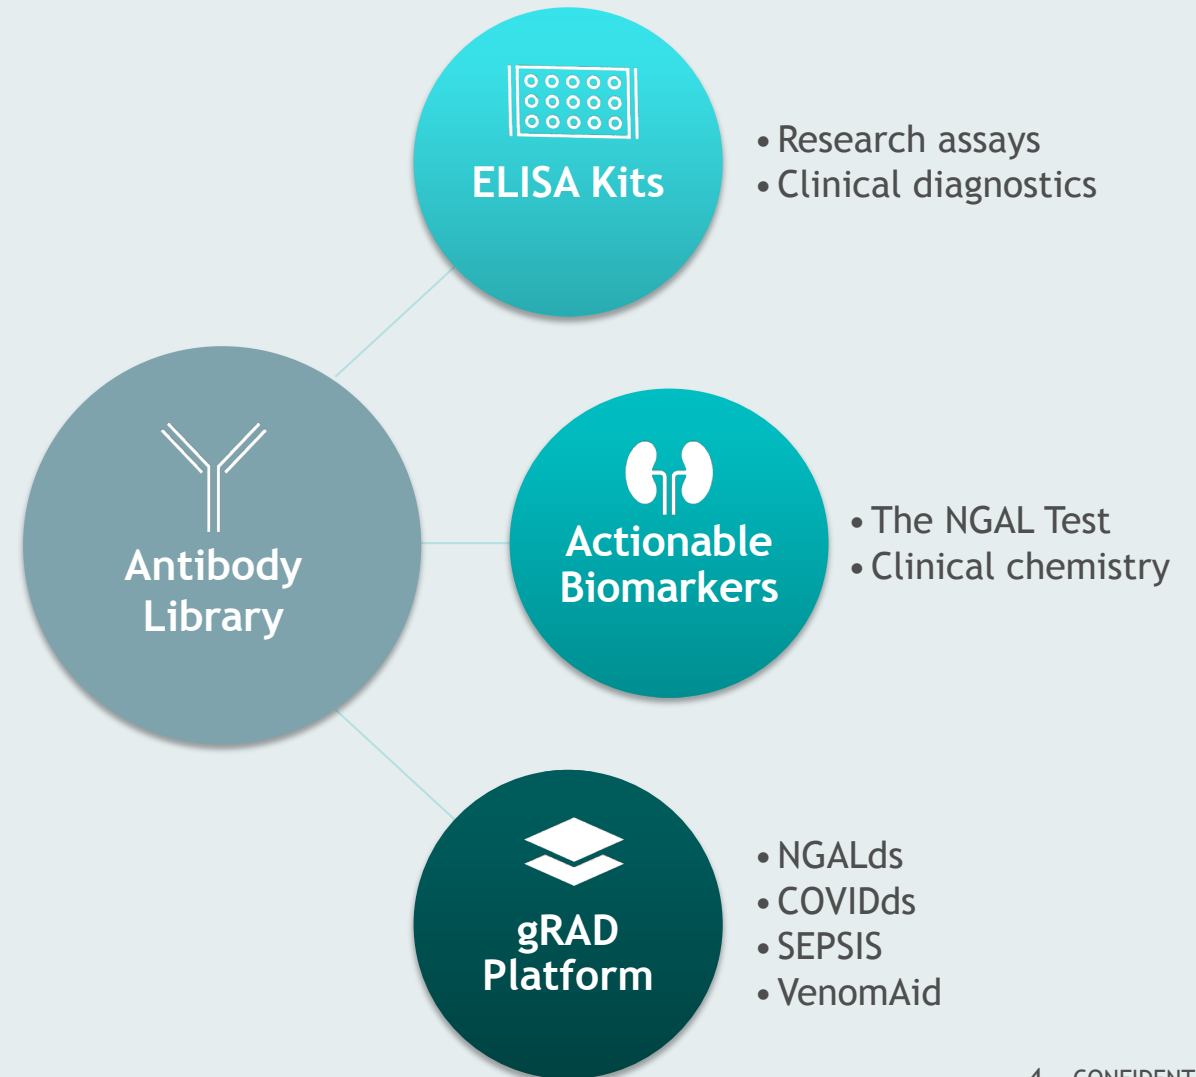 ELISA Kits
• Research assays
• Clinical diagnostics
Antibody
Library
Actionable
Biomarkers
• The NGAL Test
• Clinical chemistry
gRAD
Platform
• NGALds
• COVIDds
• SEPSIS
• VenomAid